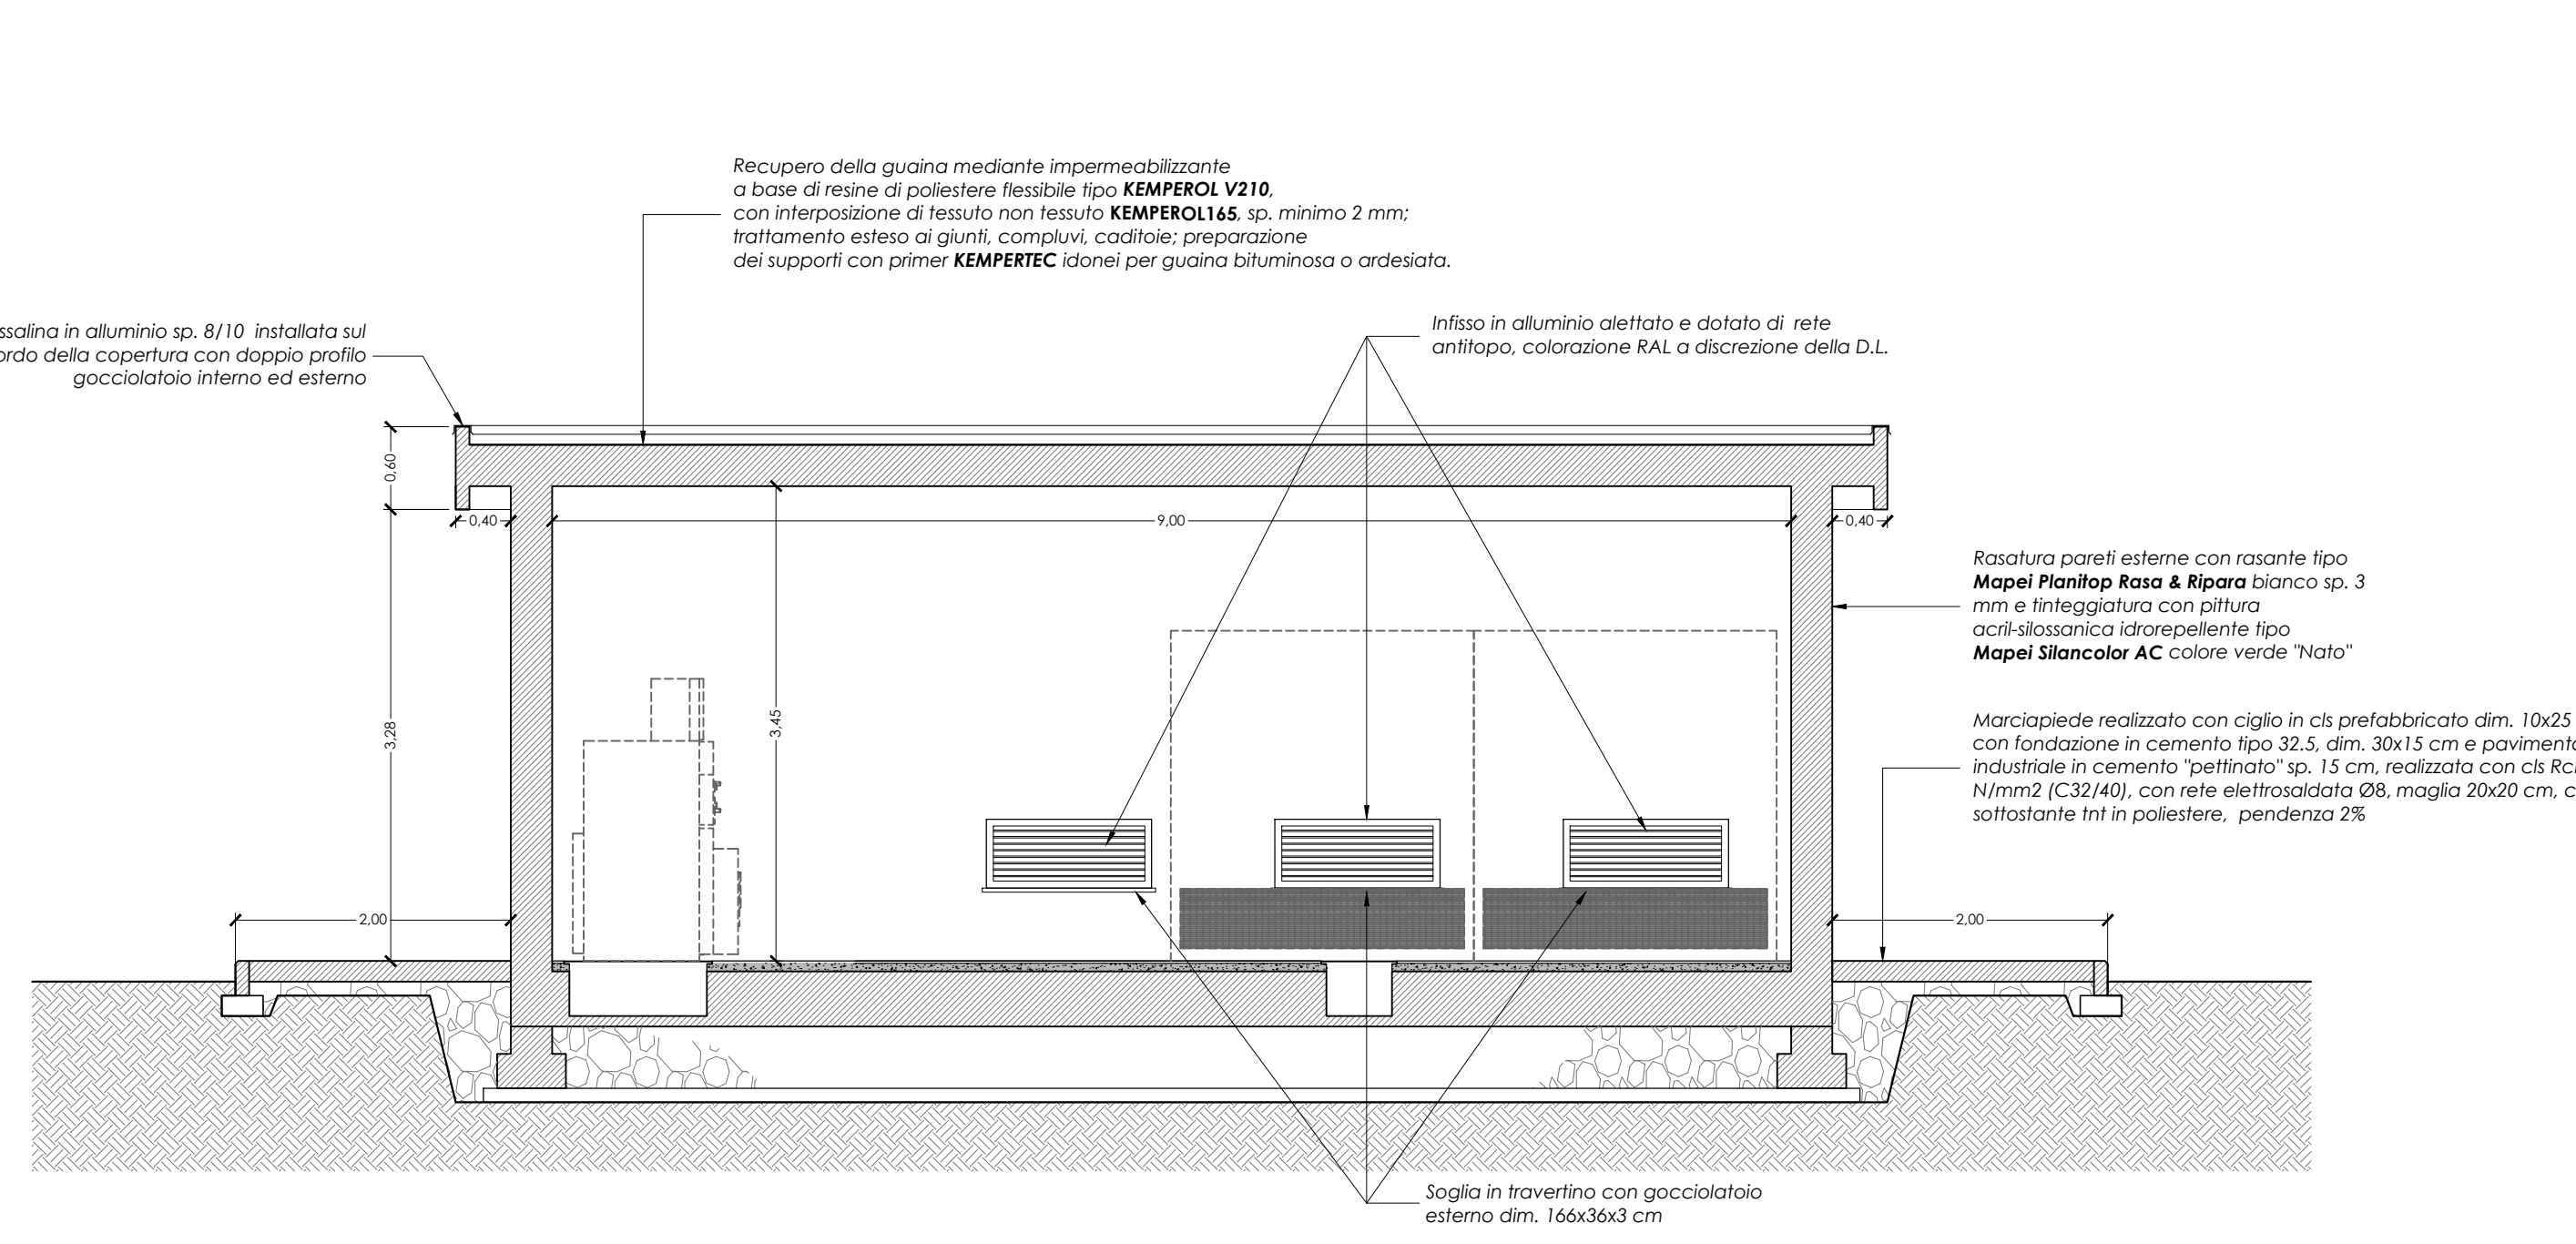 Recupero della guaina mediante impermeabilizzante
a base di resine di poliestere flessibile tipo KEMPEROL V210,
con interposizione di tessuto non tessuto KEMPEROL165, sp. minimo 2 mm;
trattamento esteso ai giunti, compluvi, caditoie; preparazione
dei supporti con primer KEMPERTEC idonei per guaina bituminosa o ardesiata.
ssalina in alluminio sp. 8/10 installata sul
ordo della copertura con doppio profilo
gocciolatoio interno ed esterno
Infisso in alluminio alettato e dotato di rete
antitopo, colorazione RAL a discrezione della D.L.
0,60
0,40
9,00
0,40
Rasatura pareti esterne con rasante tipo
Mapei Planitop Rasa & Ripara bianco sp. 3
mm e tinteggiatura con pittura
acril-silossanica idrorepellente tipo
Mapei Silancolor AC colore verde "Nato"
3,28
3,45
Marciapiede realizzato con ciglio in cls prefabbricato dim. 10x25
con fondazione in cemento tipo 32.5, dim. 30x15 cm e paviment
industriale in cemento "pettinato" sp. 15 cm, realizzata con cls Rc
N/mm2 (C32/40), con rete elettrosaldata Ø8, maglia 20x20 cm, c
sottostante tnt in poliestere, pendenza 2%
2,00
2,00
Soglia in travertino con gocciolatoio
esterno dim. 166x36x3 cm